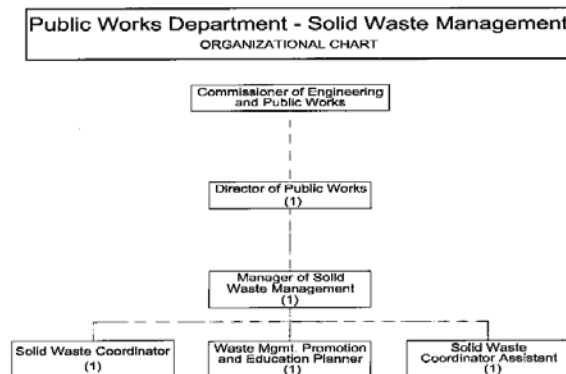 Public Works Department - Solid Waste Management
ORGANIZATIONAL CHART
Commissioner of Engineering
and Public Works
Director of Public Works
(1)
Manager of Solid
Waste Management
(1)
Solid Waste Coordinator
(1)
Waste Mgmt. Promotion
and Education Planner
(1)
Solid Waste
Coordinator Assistant
(1)